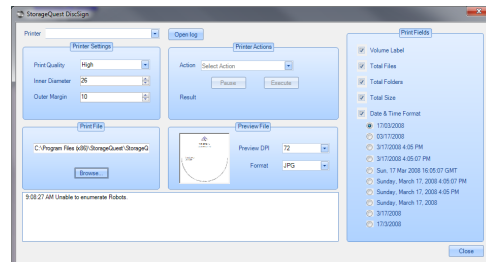 StorageQuest DiscSign
Printer
Open log
Printer Settings
Print Quality High
Inner Diameter 25
Outer Margin 10
Printer Actions
Action Select Action
Pause Execute
Result
Print File
C:\Program Files (x86)\StorageQuest\StorageQ
Browse...
Preview File
Preview DPI 72
Format JPG
9:08:27 AM Unable to enumerate Robots.
Print Fields
Volume Label
Total Files
Total Folders
Total Size
Date & Time Format
17/03/2008
03/17/2008
3/17/2008 4:05 PM
3/17/2008 4:05:07 PM
Sun, 17 Mar 2008 16:05:07 GMT
Sunday, March 17, 2008 4:05:07 PM
Sunday, March 17, 2008 4:05 PM
Sunday, March 17, 2008
3/17/2008
17/3/2008
Close